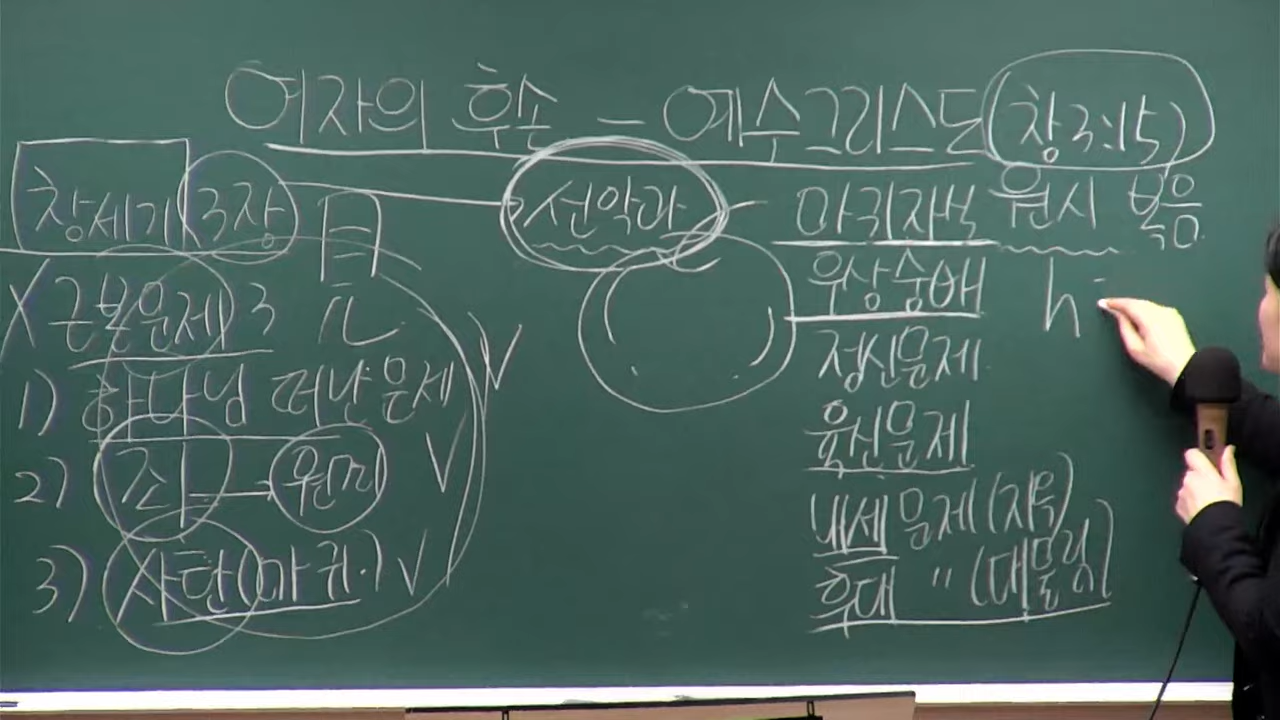 여자의 후손 - 예수그리스도 (창3:15)
창세기 3장
선악과
마귀자식
원시 복음
X 근본문제 3
우상숭배
정신문제
육신문제
내세 문제 (지옥)
후대 〃 (대물림)
1) 하나님 떠난 문제 √
2) 죄 → 원죄 √
3) 사탄(마귀.) √